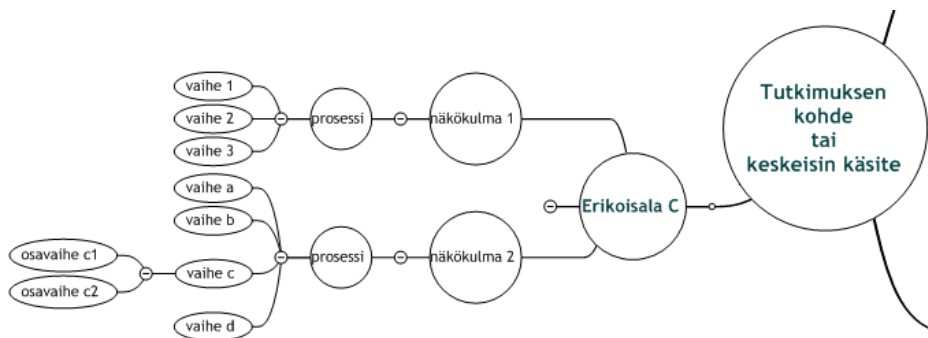 Tutkimuksen
kohde
tai
keskeisin käsite
Erikoisala C
näkökulma 1
prosessi
vaihe 1
vaihe 2
vaihe 3
näkökulma 2
prosessi
vaihe a
vaihe b
vaihe c
osavaihe c1
osavaihe c2
vaihe d